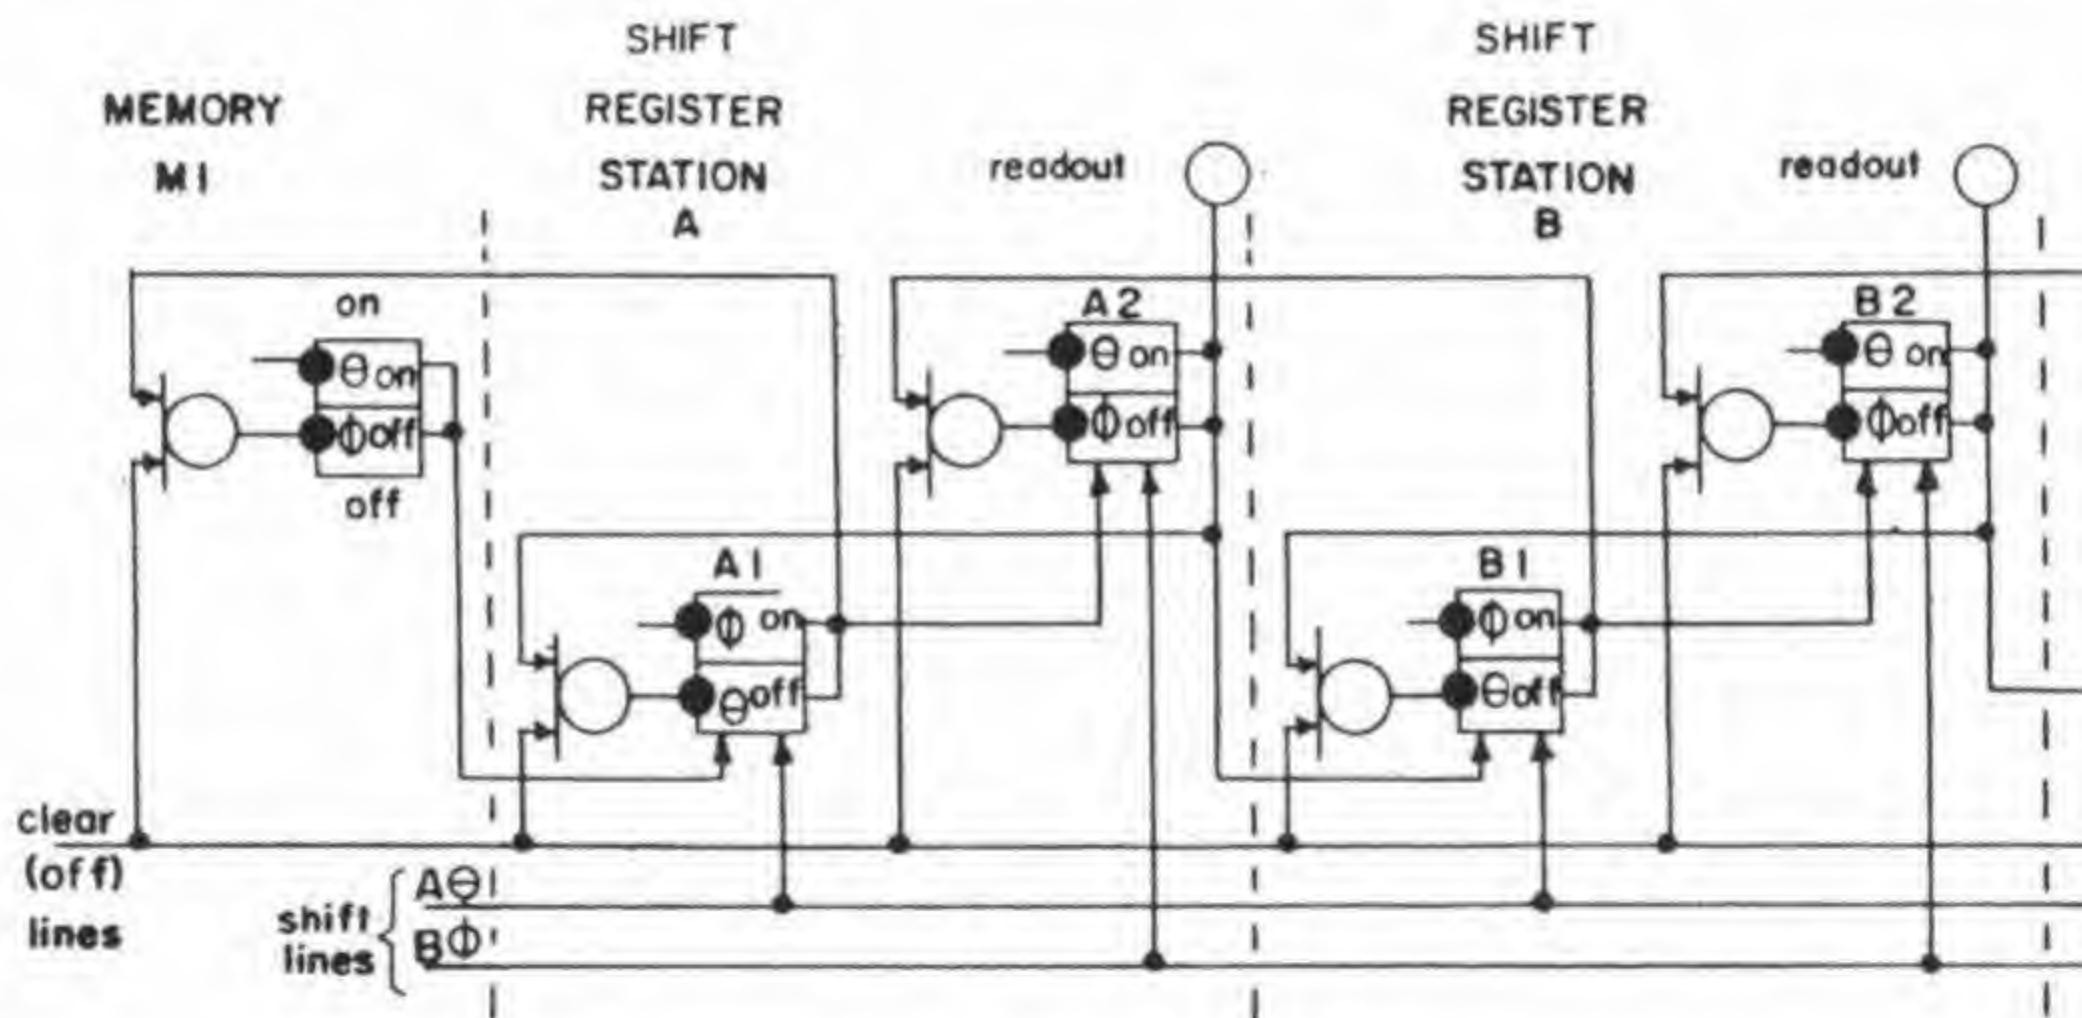 MEMORY
M1
SHIFT
REGISTER
STATION
A
readout
SHIFT
REGISTER
STATION
B
readout
on
θ on
Φ off
off
A2
θ on
Φ off
B2
θ on
Φ off
A1
Φ on
θ off
B1
Φ on
θ off
clear
(off)
lines
shift
lines
Aθ
BΦ